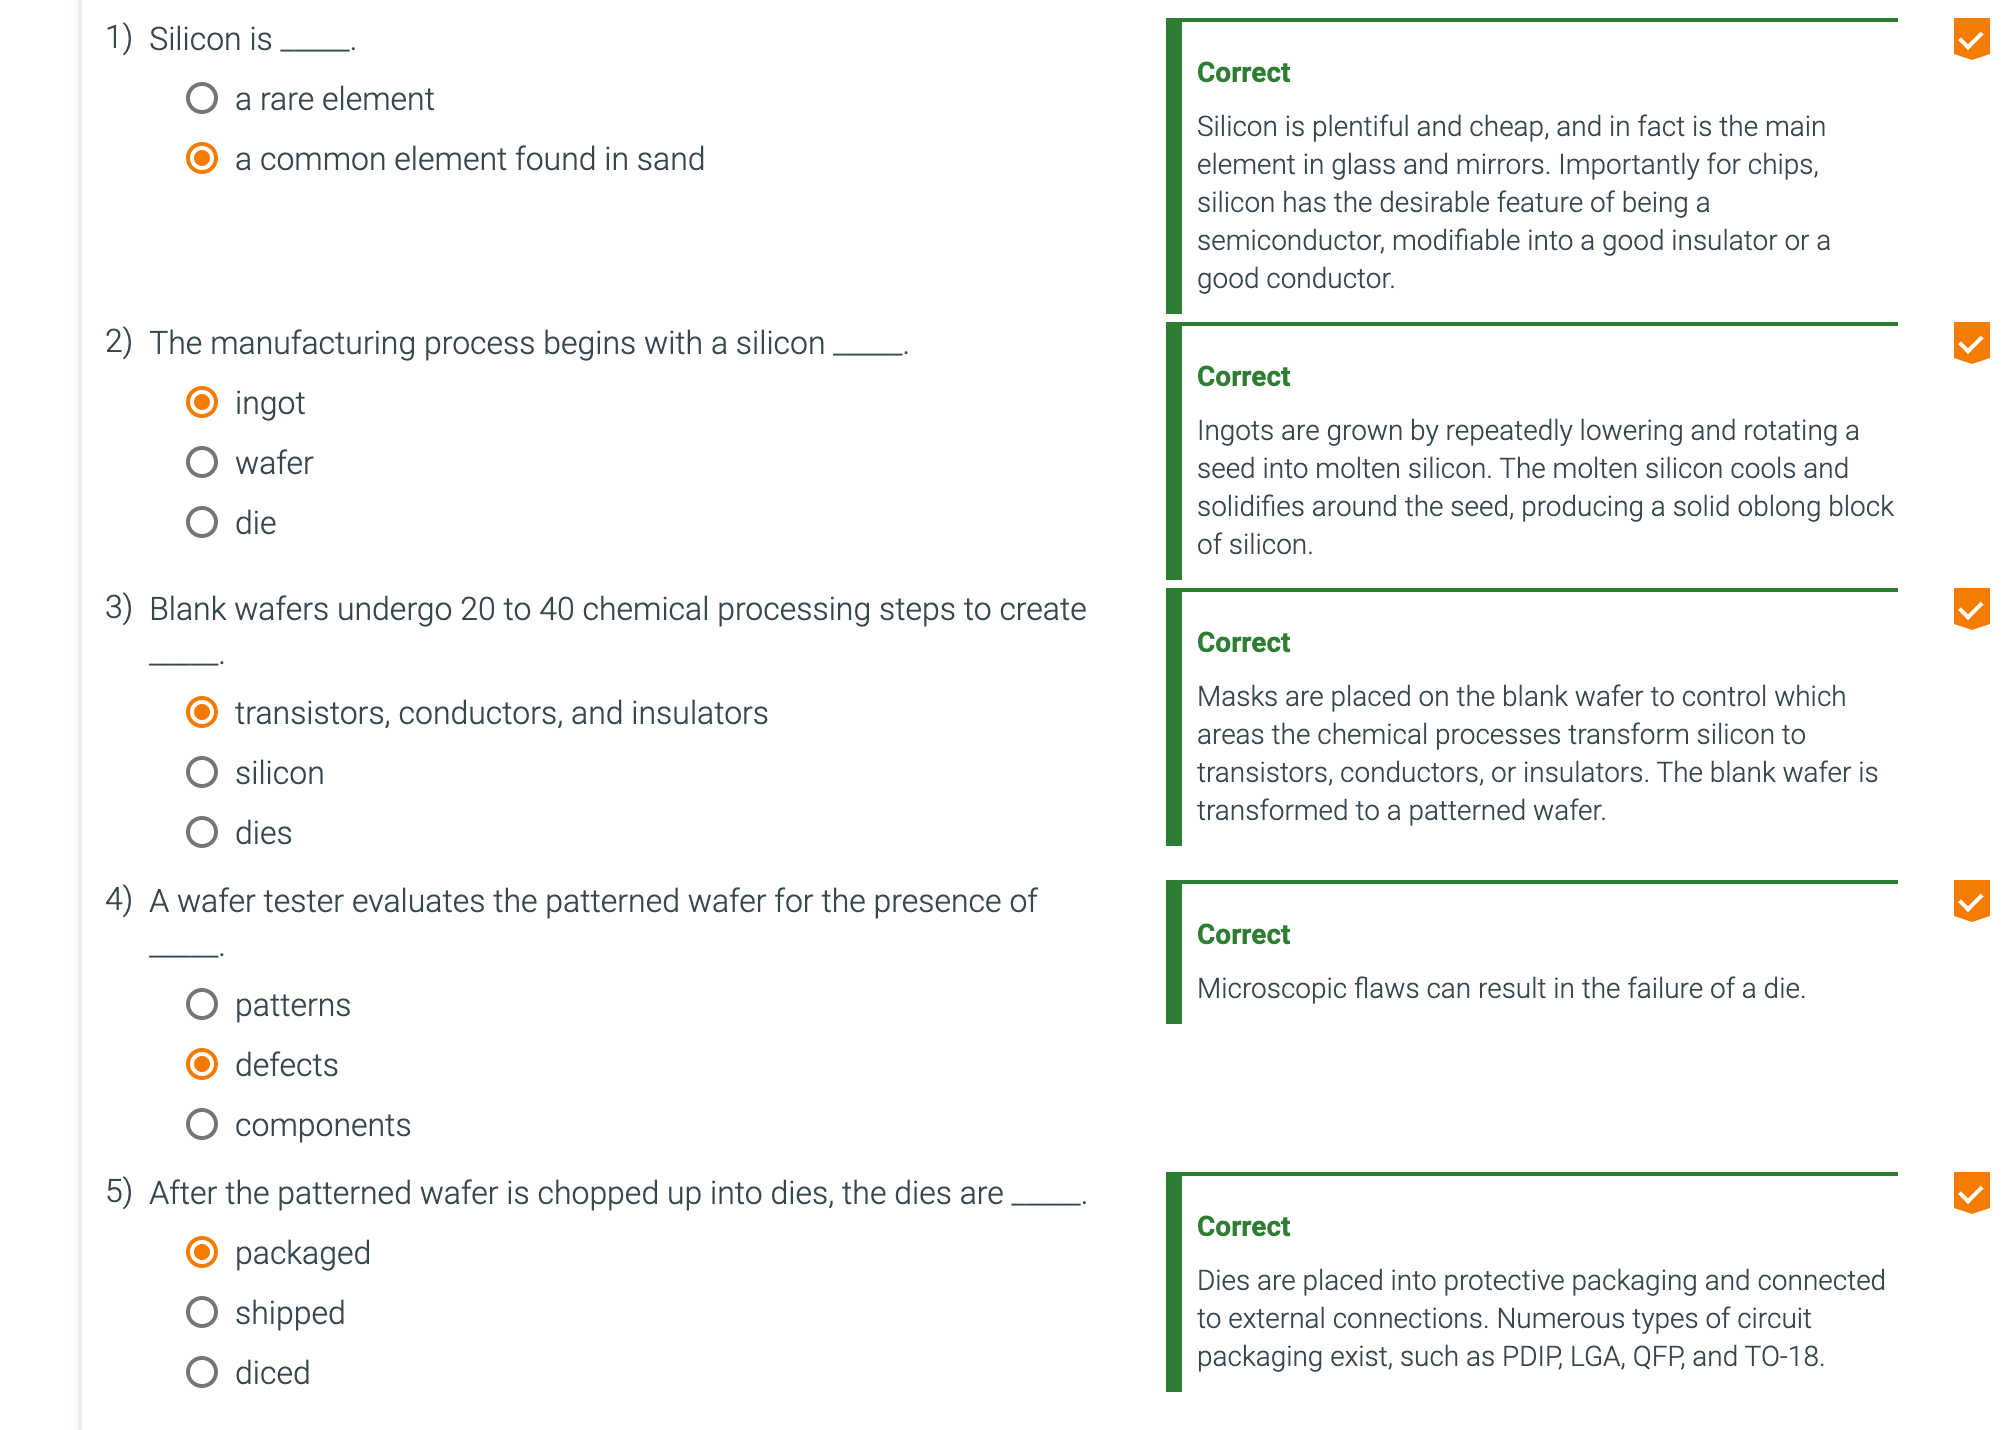 1) Silicon is _____.
a rare element
a common element found in sand
Correct
Silicon is plentiful and cheap, and in fact is the main
element in glass and mirrors. Importantly for chips,
silicon has the desirable feature of being a
semiconductor, modifiable into a good insulator or a
good conductor.
2) The manufacturing process begins with a silicon _____.
ingot
wafer
die
Correct
Ingots are grown by repeatedly lowering and rotating a
seed into molten silicon. The molten silicon cools and
solidifies around the seed, producing a solid oblong block
of silicon.
3) Blank wafers undergo 20 to 40 chemical processing steps to create
_____.
transistors, conductors, and insulators
silicon
dies
Correct
Masks are placed on the blank wafer to control which
areas the chemical processes transform silicon to
transistors, conductors, or insulators. The blank wafer is
transformed to a patterned wafer.
4) A wafer tester evaluates the patterned wafer for the presence of
_____.
patterns
defects
components
Correct
Microscopic flaws can result in the failure of a die.
5) After the patterned wafer is chopped up into dies, the dies are _____.
packaged
shipped
diced
Correct
Dies are placed into protective packaging and connected
to external connections. Numerous types of circuit
packaging exist, such as PDIP, LGA, QFP, and TO-18.